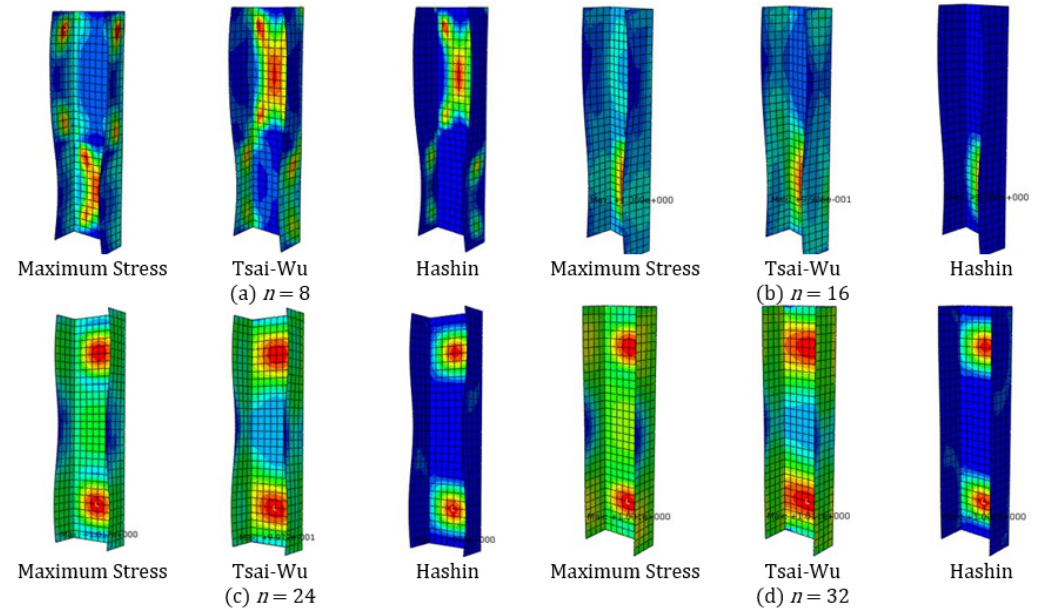 Maximum Stress Tsai-Wu Hashin Maximum Stress Tsai-Wu Hashin
(a) n = 8 (b) n = 16
Maximum Stress Tsai-Wu Hashin Maximum Stress Tsai-Wu Hashin
(c) n = 24 (d) n = 32